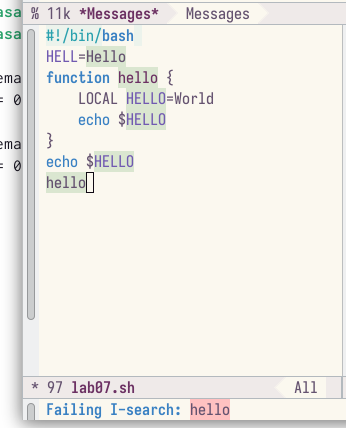 asa
asa
ema
= 0
ema
= 0
% 11k *Messages* Messages
#!/bin/bash
HELL=Hello
function hello {
    LOCAL HELLO=World
    echo $HELLO
}
echo $HELLO
hello
* 97 lab07.sh All
Failing I-search: hello